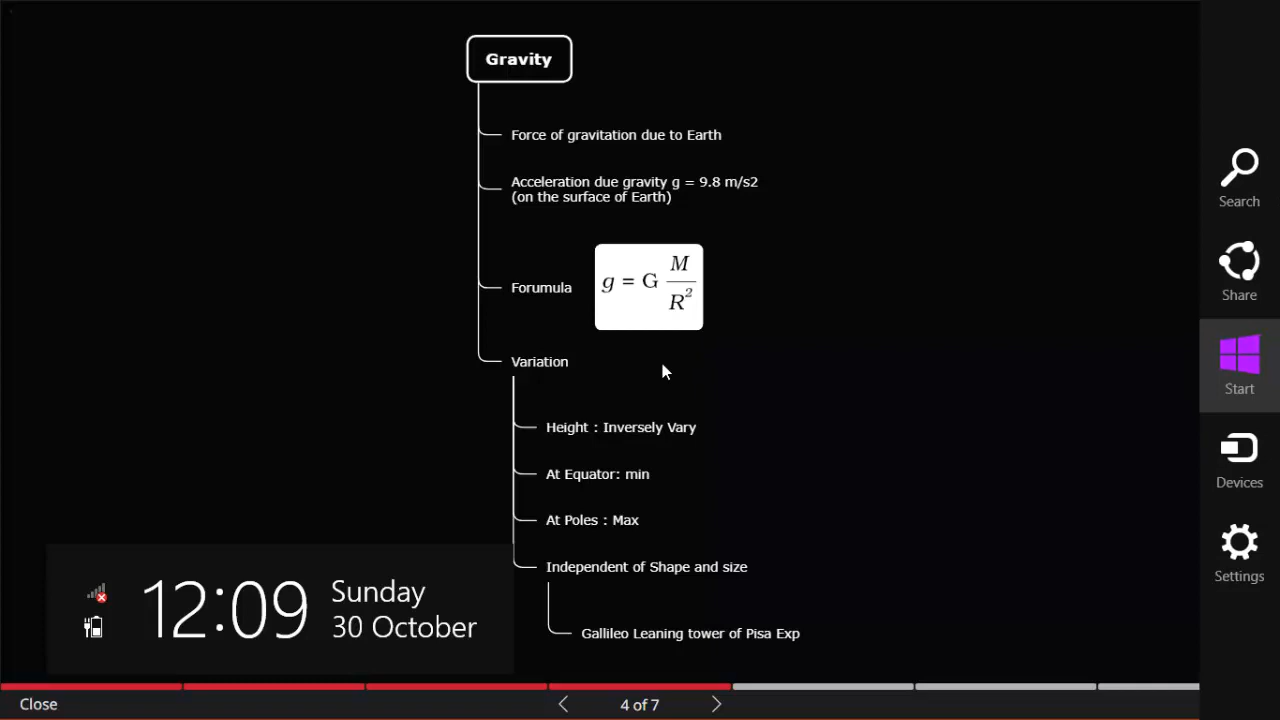 Gravity
Force of gravitation due to Earth
Acceleration due gravity g = 9.8 m/s2
(on the surface of Earth)
Forumula
g = G M/R²
Variation
Height : Inversely Vary
At Equator: min
At Poles : Max
Independent of Shape and size
Gallileo Leaning tower of Pisa Exp
12:09
Sunday
30 October
Close
4 of 7
Search
Share
Start
Devices
Settings